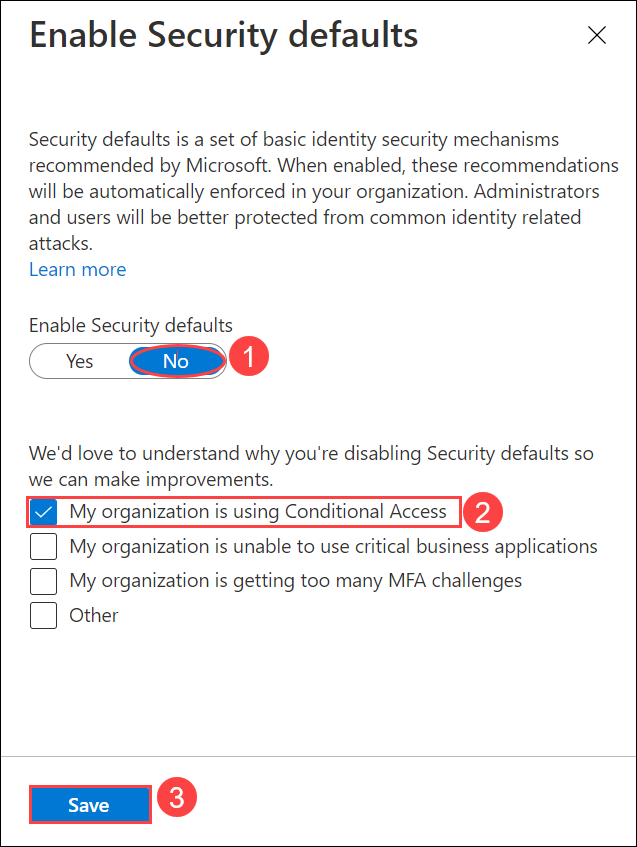 Enable Security defaults
Security defaults is a set of basic identity security mechanisms
recommended by Microsoft. When enabled, these recommendations
will be automatically enforced in your organization. Administrators
and users will be better protected from common identity related
attacks.
Learn more
Enable Security defaults
Yes No 1
We'd love to understand why you're disabling Security defaults so
we can make improvements.
My organization is using Conditional Access 2
My organization is unable to use critical business applications
My organization is getting too many MFA challenges
Other
Save 3